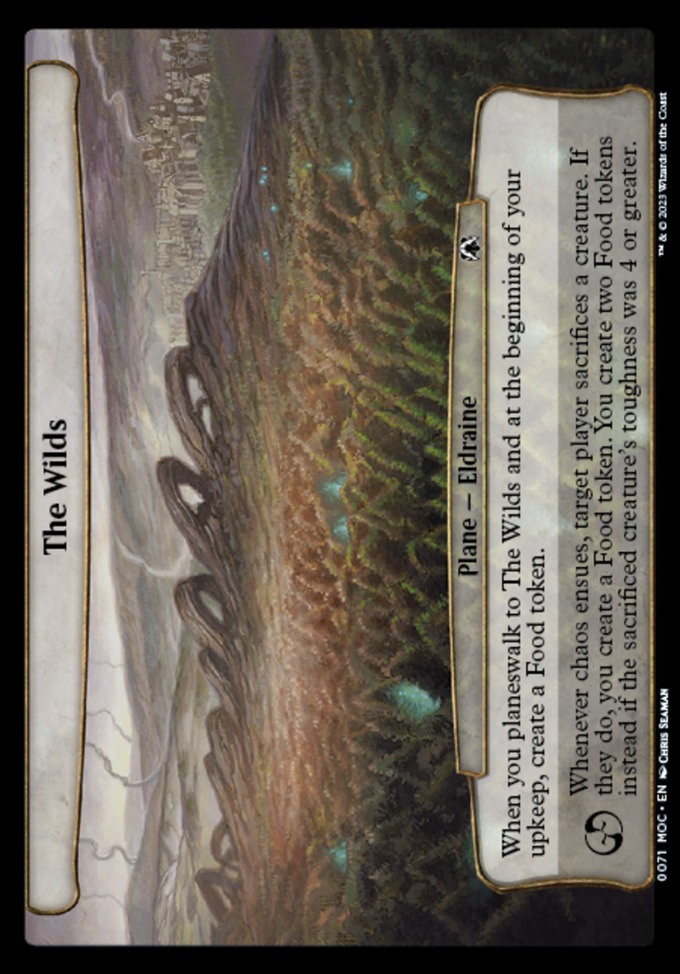 The Wilds
Plane — Eldraine
When you planeswalk to The Wilds and at the beginning of your
upkeep, create a Food token.
Whenever chaos ensues, target player sacrifices a creature. If
they do, you create a Food token. You create two Food tokens
instead if the sacrificed creature's toughness was 4 or greater.
0071 MOC • EN CHRIS SEAMAN
™ & © 2023 Wizards of the Coast